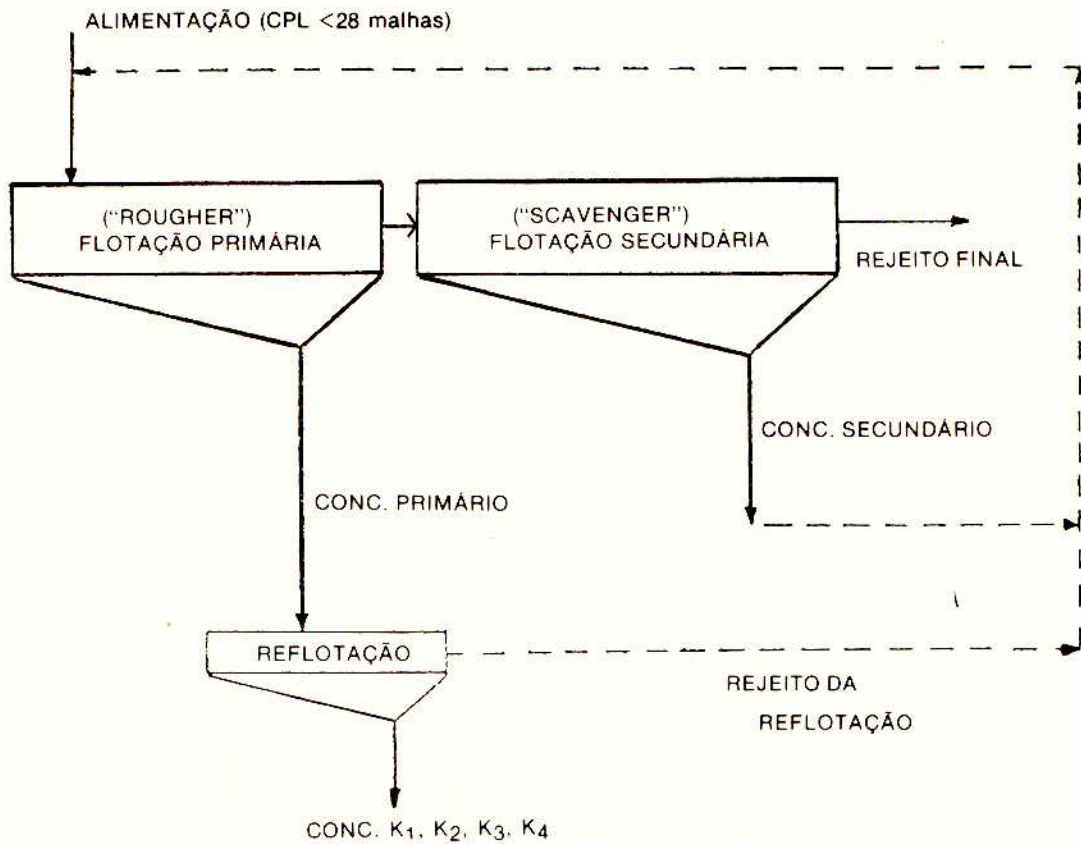 ALIMENTAÇÃO (CPL <28 malhas)
("ROUGHER")
FLOTAÇÃO PRIMÁRIA
("SCAVENGER")
FLOTAÇÃO SECUNDÁRIA
REJEITO FINAL
CONC. SECUNDÁRIO
CONC. PRIMÁRIO
REFLOTAÇÃO
REJEITO DA
REFLOTAÇÃO
CONC. K₁, K₂, K₃, K₄